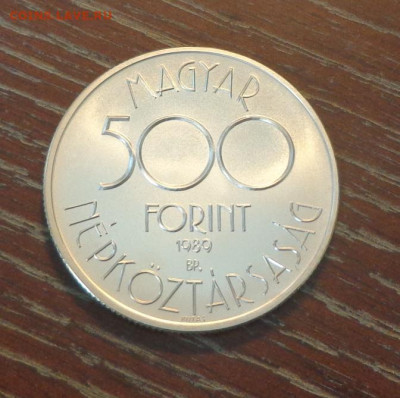 MAGYAR
500
FORINT
1989
BP.
NÉPKÖZTÁRSASÁG